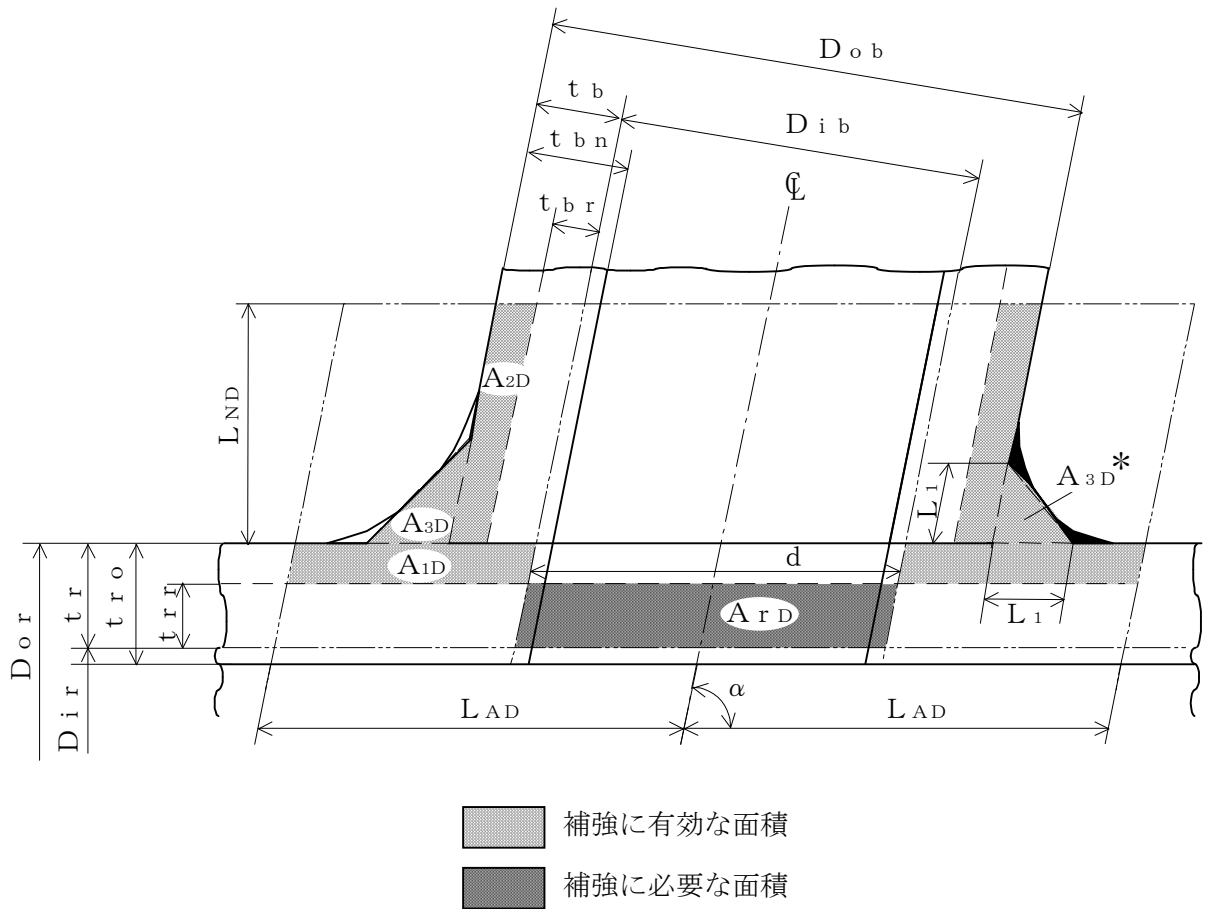 Dob
tb
Dib
tbn
℄
tbr
A2D
LND
L1
A3D*
A3D
A1D
d
tr
tro
trr
ArD
L1
Dor
Dir
α
LAD
LAD
補強に有効な面積
補強に必要な面積